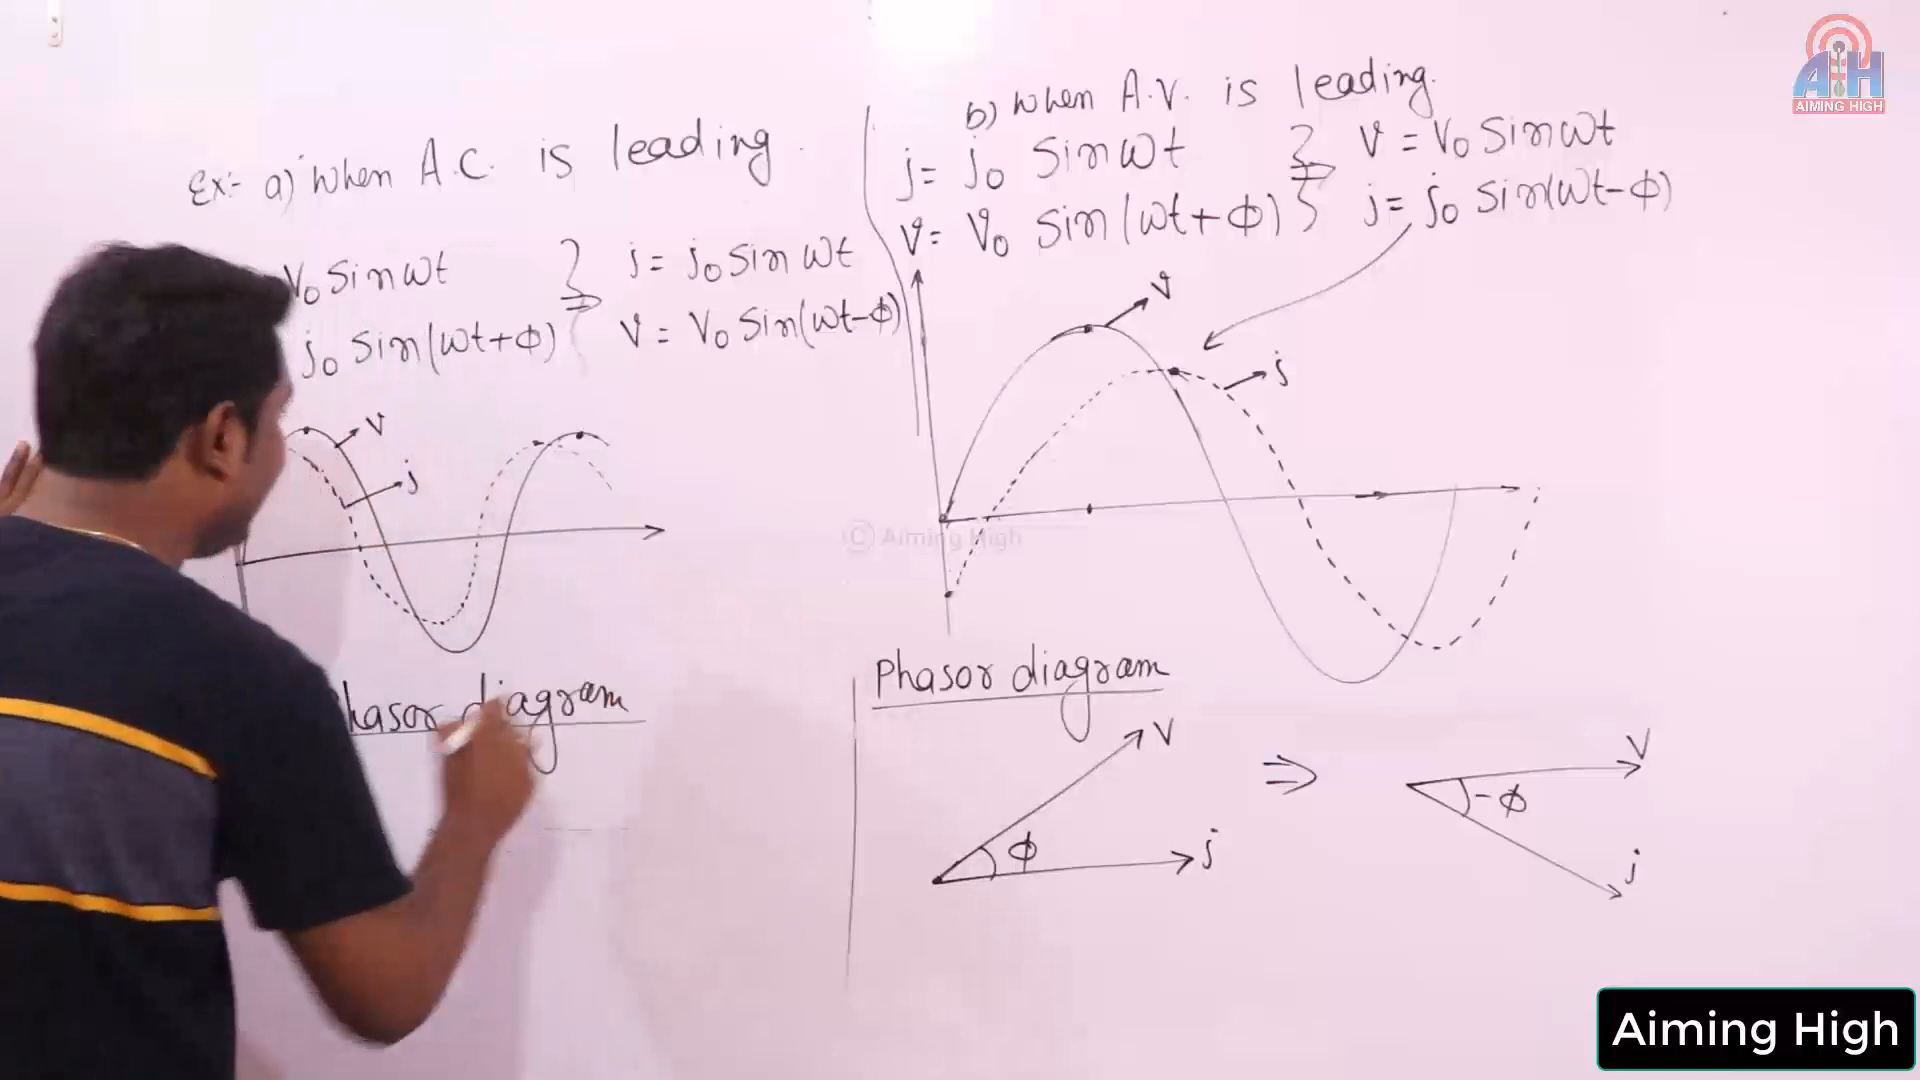 Ex:- a) When A.C. is leading.
V₀ Sin ωt } ⇒ j = j₀ Sin ωt
j₀ Sin(ωt+ϕ) V = V₀ Sin(ωt-ϕ)
V
j
hasor diagram
b) When A.V. is leading.
j = j₀ Sin ωt } ⇒ V = V₀ Sin ωt
V = V₀ Sin(ωt+ϕ) j = j₀ Sin(ωt-ϕ)
V
j
Phasor diagram
V
ϕ
j
⇒
V
-ϕ
j
AH
AIMING HIGH
© Aiming High
Aiming High